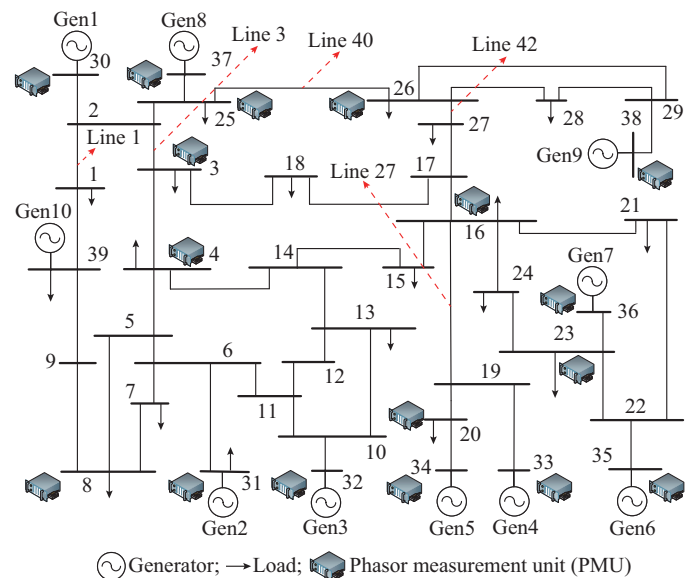 Gen1 Gen8 Line 3 Line 40 Line 42
30 37
26 29
2 25 27 28 38
Line 1 Gen9
3 18 Line 27 17
1
Gen10 16 21
39 4 14 15 24 Gen7
13
5 36
6 23
9 12 19
7 11
20 22
10
8 31 32 34 33 35
Gen2 Gen3 Gen5 Gen4 Gen6
Generator; Load; Phasor measurement unit (PMU)